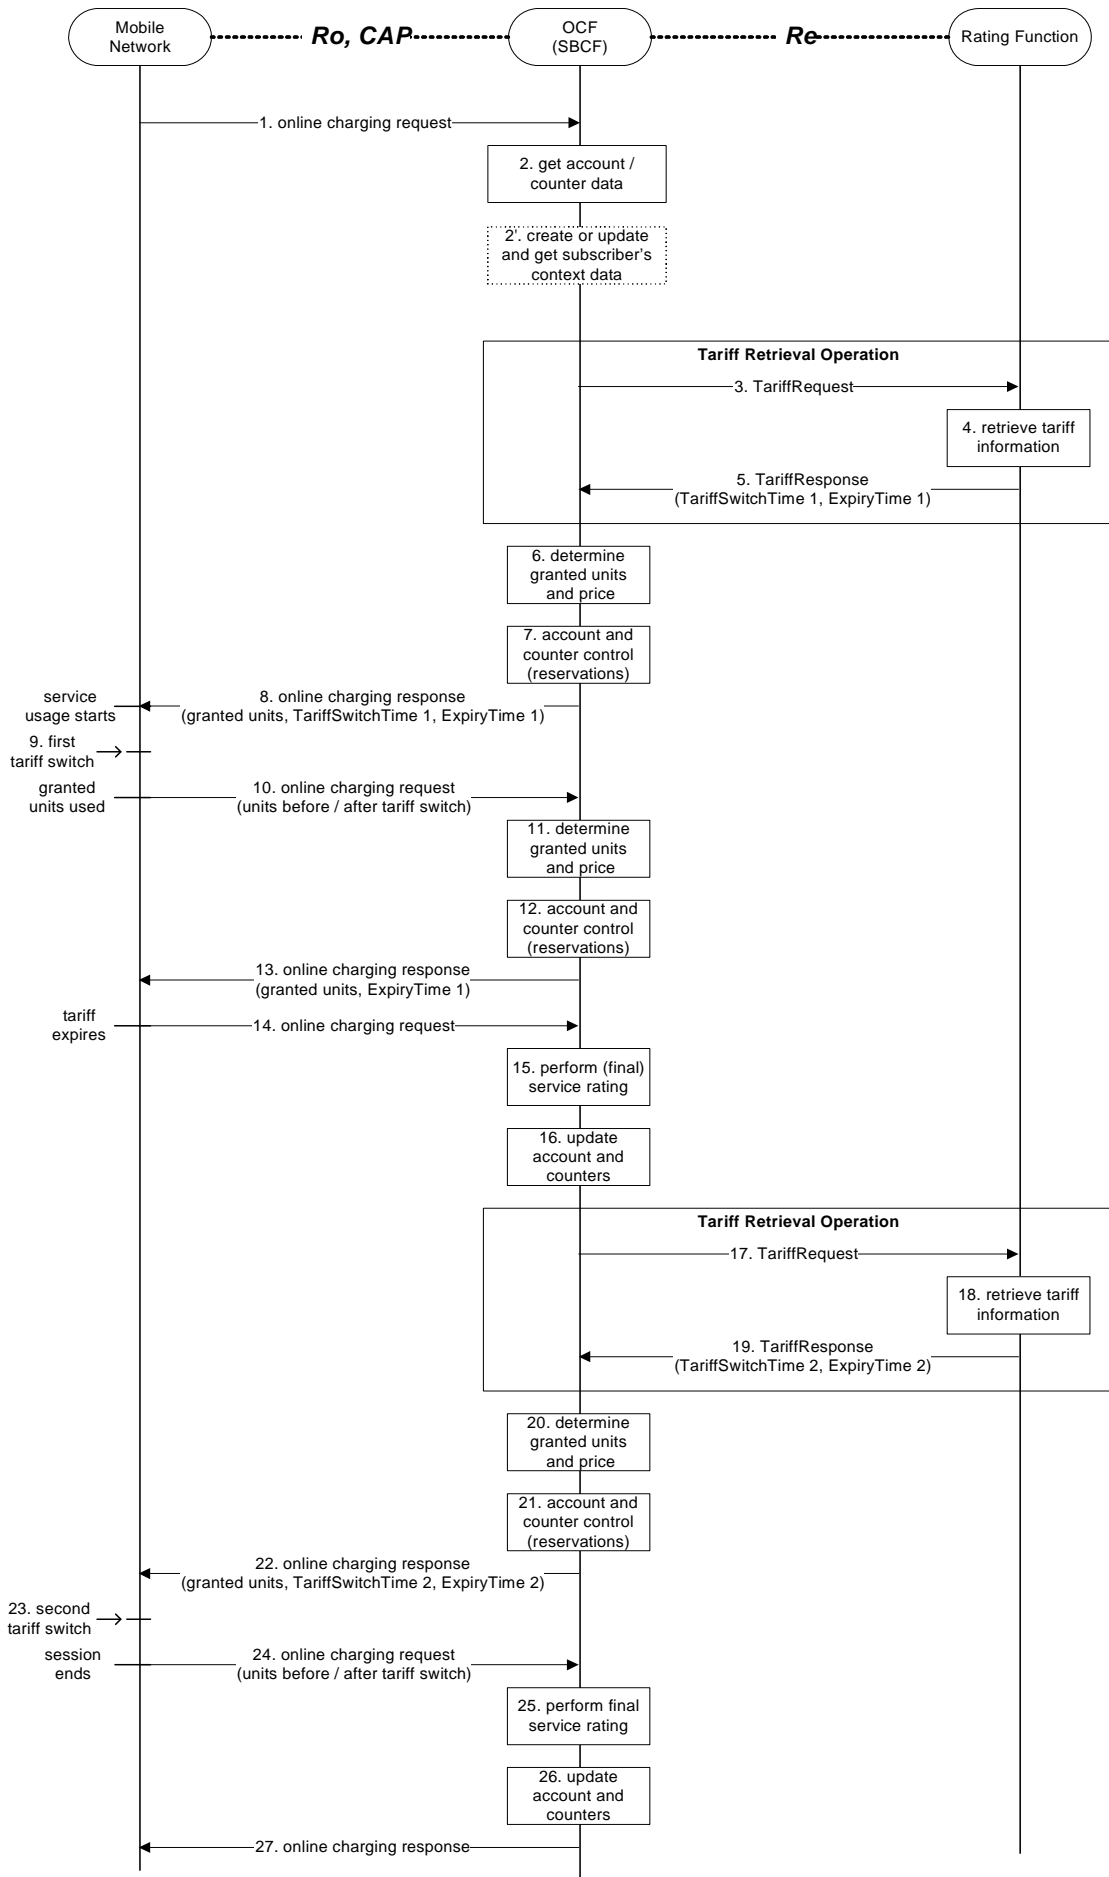 Mobile
Network
Ro, CAP
OCF
(SBCF)
Re
Rating Function
1. online charging request
2. get account /
counter data
2'. create or update
and get subscriber's
context data
Tariff Retrieval Operation
3. TariffRequest
4. retrieve tariff
information
5. TariffResponse
(TariffSwitchTime 1, ExpiryTime 1)
6. determine
granted units
and price
7. account and
counter control
(reservations)
service
usage starts
8. online charging response
(granted units, TariffSwitchTime 1, ExpiryTime 1)
9. first
tariff switch
granted
units used
10. online charging request
(units before / after tariff switch)
11. determine
granted units
and price
12. account and
counter control
(reservations)
13. online charging response
(granted units, ExpiryTime 1)
tariff
expires
14. online charging request
15. perform (final)
service rating
16. update
account and
counters
Tariff Retrieval Operation
17. TariffRequest
18. retrieve tariff
information
19. TariffResponse
(TariffSwitchTime 2, ExpiryTime 2)
20. determine
granted units
and price
21. account and
counter control
(reservations)
22. online charging response
(granted units, TariffSwitchTime 2, ExpiryTime 2)
23. second
tariff switch
session
ends
24. online charging request
(units before / after tariff switch)
25. perform final
service rating
26. update
account and
counters
27. online charging response